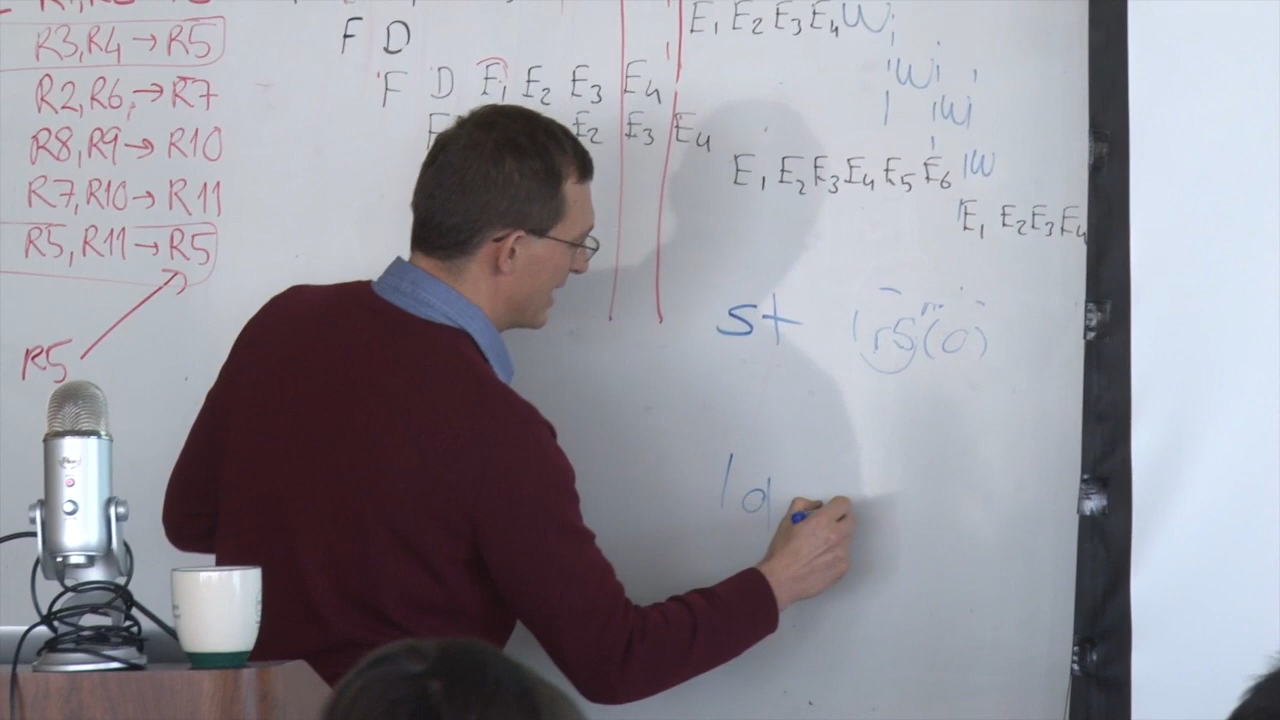 R3,R4→R5
R2,R6,→R7
R8,R9→R10
R7,R10→R11
R5,R11→R5
R5
E1 E2 E3 E4 W
F D
F D E1 E2 E3 E4
W
W
F E2 E3 E4
E1 E2 E3 E4 E5 E6 W
E1 E2 E3 E4
st r5(0)